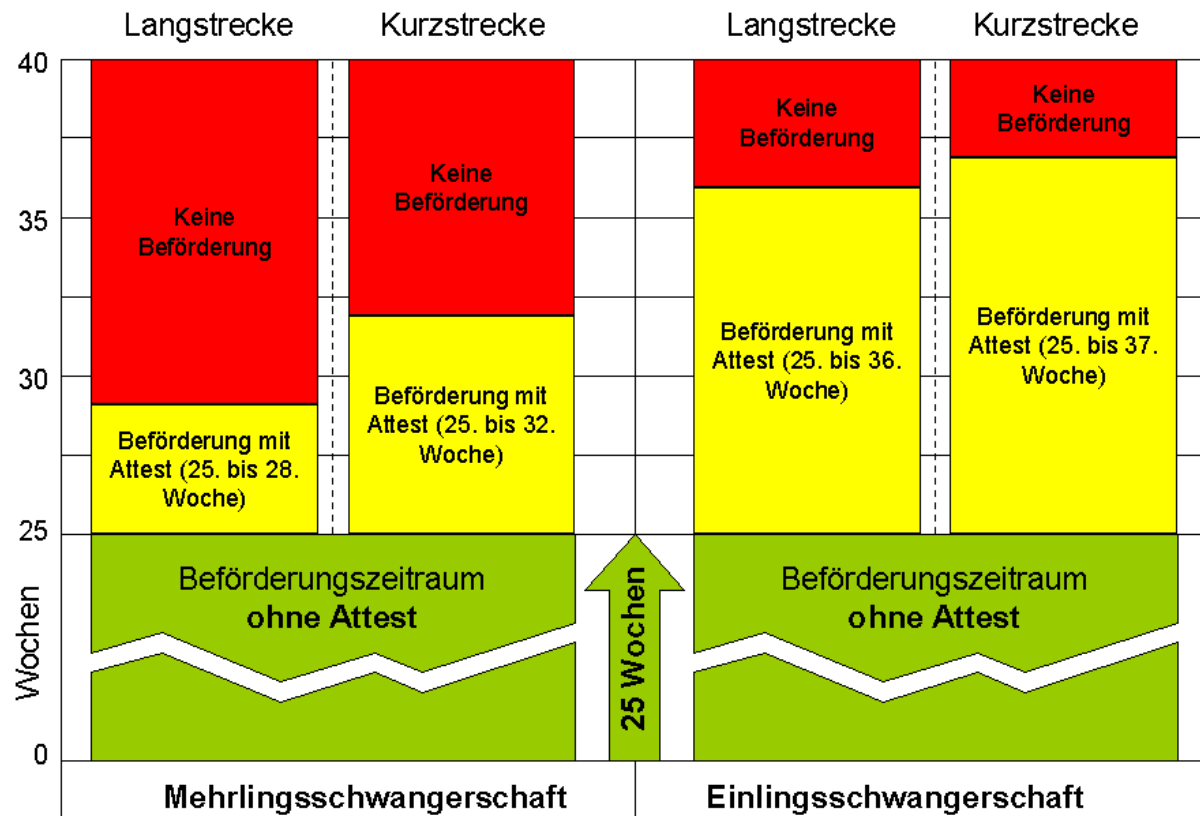 Langstrecke
Kurzstrecke
Langstrecke
Kurzstrecke
40
35
30
25
0
Wochen
Keine
Beförderung
Keine
Beförderung
Keine
Beförderung
Keine
Beförderung
Beförderung mit
Attest (25. bis 28.
Woche)
Beförderung mit
Attest (25. bis 32.
Woche)
Beförderung mit
Attest (25. bis 36.
Woche)
Beförderung mit
Attest (25. bis 37.
Woche)
Beförderungszeitraum
ohne Attest
25 Wochen
Beförderungszeitraum
ohne Attest
Mehrlingsschwangerschaft
Einlingsschwangerschaft